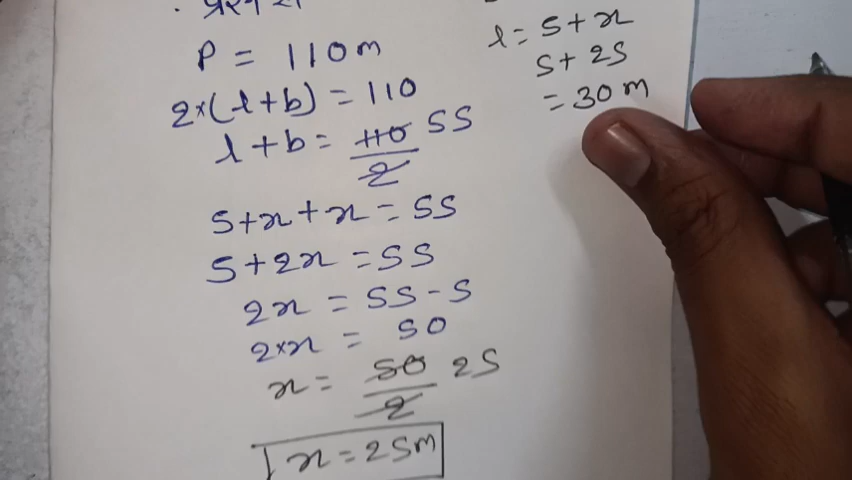 P = 110m
2×(l+b) = 110
l+b = 110/2 55
5+x+x = 55
5+2x = 55
2x = 55-5
2×x = 50
x = 50/2 25
x = 25m
l = 5+x
5+25
= 30m